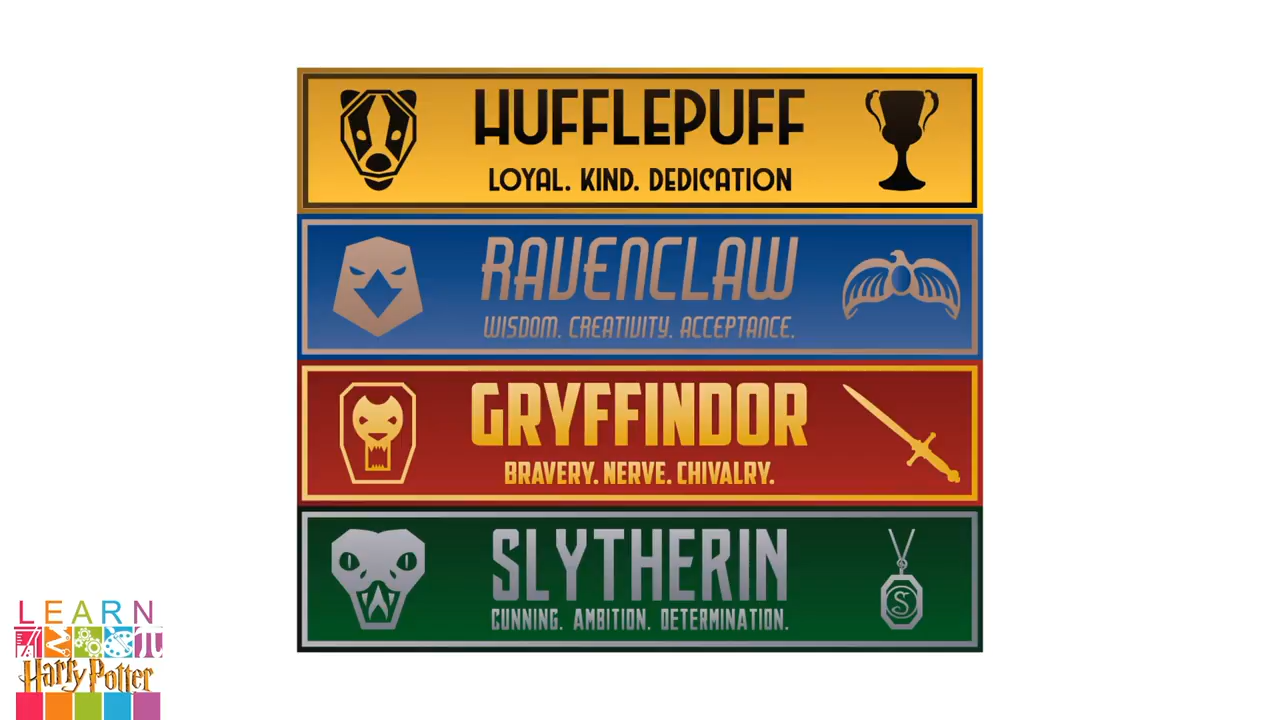 HUFFLEPUFF
LOYAL. KIND. DEDICATION
RAVENCLAW
WISDOM. CREATIVITY. ACCEPTANCE.
GRYFFINDOR
BRAVERY. NERVE. CHIVALRY.
SLYTHERIN
CUNNING. AMBITION. DETERMINATION.
S
LEARN
π
Harry Potter